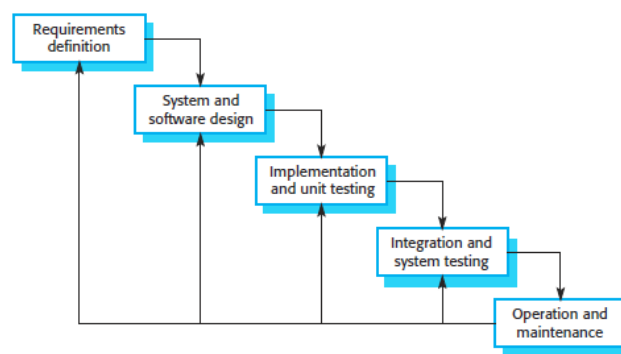 Requirements
definition
System and
software design
Implementation
and unit testing
Integration and
system testing
Operation and
maintenance